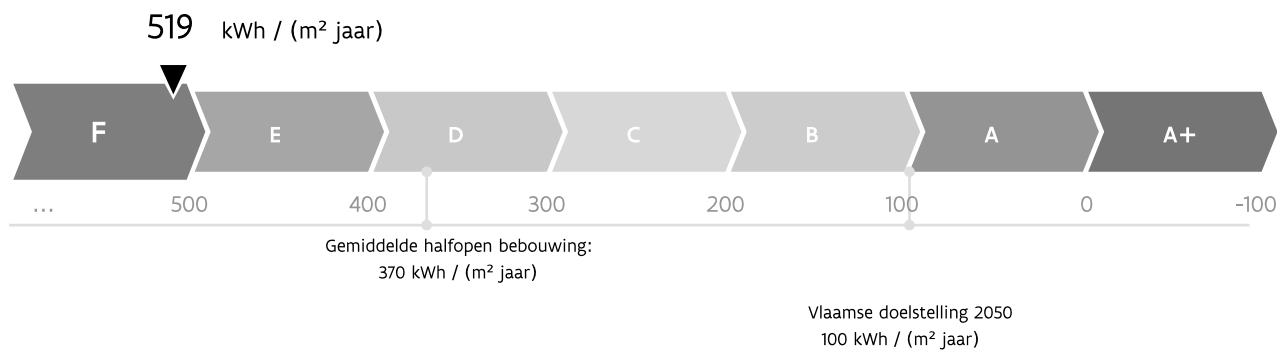 519 kWh / (m² jaar)
F E D C B A A+
... 500 400 300 200 100 0 -100
Gemiddelde halfopen bebouwing:
370 kWh / (m² jaar)
Vlaamse doelstelling 2050
100 kWh / (m² jaar)